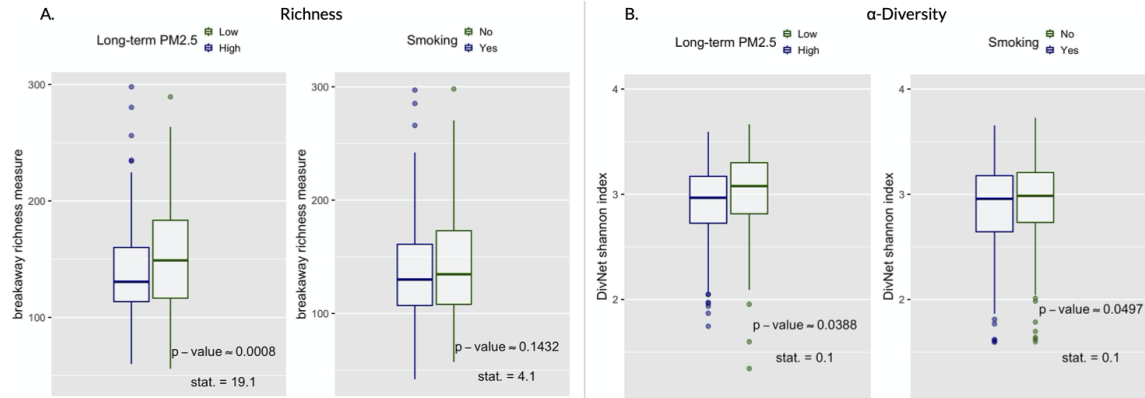 A.
Richness
Long-term PM2.5
Low
High
Smoking
No
Yes
breakaway richness measure
300
200
100
p – value ≈ 0.0008
stat. = 19.1
breakaway richness measure
300
200
100
p – value ≈ 0.1432
stat. = 4.1
B.
α-Diversity
Long-term PM2.5
Low
High
Smoking
No
Yes
DivNet shannon index
4
3
2
p – value ≈ 0.0388
stat. = 0.1
DivNet shannon index
4
3
2
p – value ≈ 0.0497
stat. = 0.1